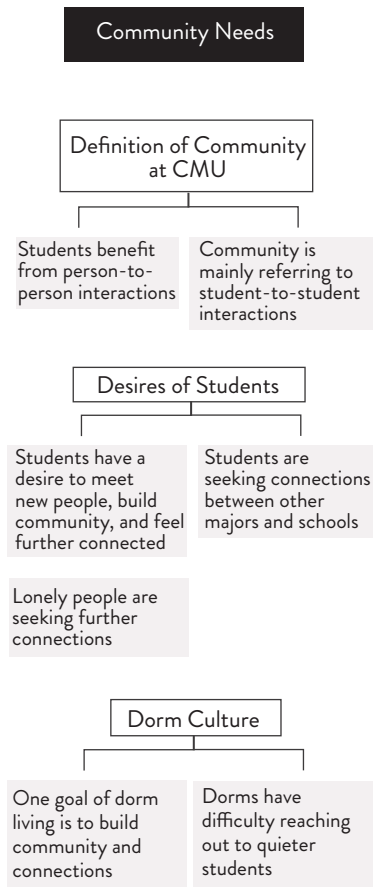 Community Needs
Definition of Community
at CMU
Students benefit
from person-to-
person interactions
Community is
mainly referring to
student-to-student
interactions
Desires of Students
Students have a
desire to meet
new people, build
community, and feel
further connected
Students are
seeking connections
between other
majors and schools
Lonely people are
seeking further
connections
Dorm Culture
One goal of dorm
living is to build
community and
connections
Dorms have
difficulty reaching
out to quieter
students